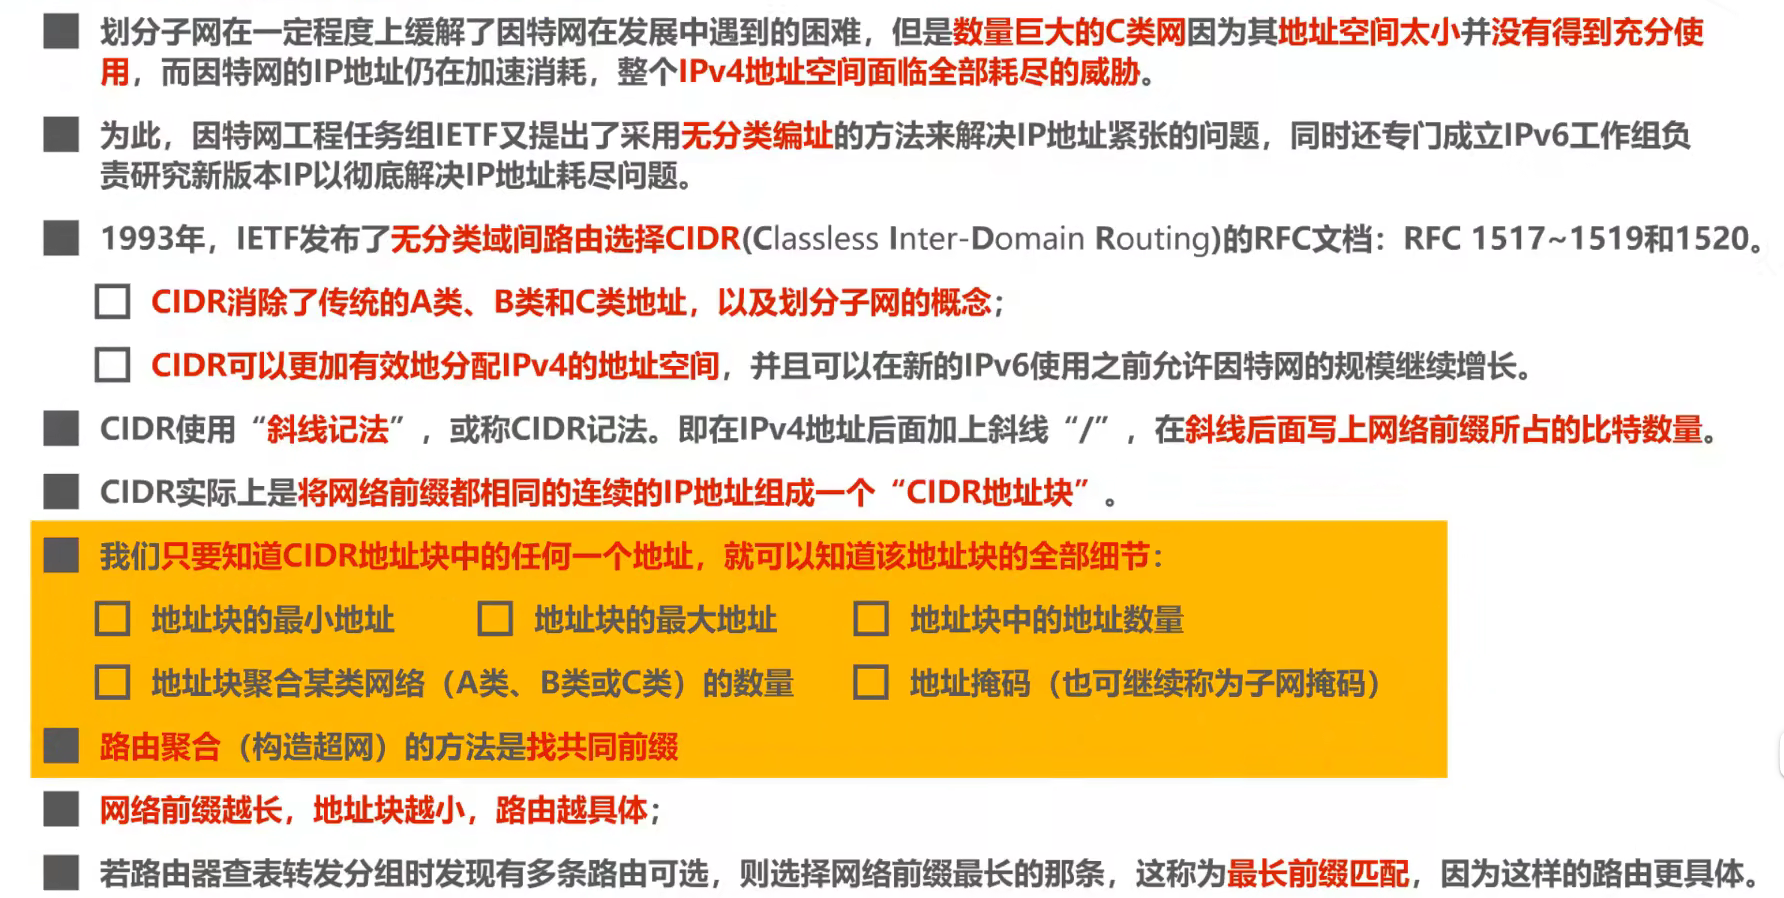 划分子网在一定程度上缓解了因特网在发展中遇到的困难，但是数量巨大的C类网因为其地址空间太小并没有得到充分使
用，而因特网的IP地址仍在加速消耗，整个IPv4地址空间面临全部耗尽的威胁。
为此，因特网工程任务组IETF又提出了采用无分类编址的方法来解决IP地址紧张的问题，同时还专门成立IPv6工作组负
责研究新版本IP以彻底解决IP地址耗尽问题。
1993年，IETF发布了无分类域间路由选择CIDR(Classless Inter-Domain Routing)的RFC文档：RFC 1517~1519和1520。
CIDR消除了传统的A类、B类和C类地址，以及划分子网的概念；
CIDR可以更加有效地分配IPv4的地址空间，并且可以在新的IPv6使用之前允许因特网的规模继续增长。
CIDR使用“斜线记法”，或称CIDR记法。即在IPv4地址后面加上斜线“/”，在斜线后面写上网络前缀所占的比特数量。
CIDR实际上是将网络前缀都相同的连续的IP地址组成一个“CIDR地址块”。
我们只要知道CIDR地址块中的任何一个地址，就可以知道该地址块的全部细节：
地址块的最小地址 地址块的最大地址 地址块中的地址数量
地址块聚合某类网络（A类、B类或C类）的数量 地址掩码（也可继续称为子网掩码）
路由聚合（构造超网）的方法是找共同前缀
网络前缀越长，地址块越小，路由越具体；
若路由器查表转发分组时发现有多条路由可选，则选择网络前缀最长的那条，这称为最长前缀匹配，因为这样的路由更具体。